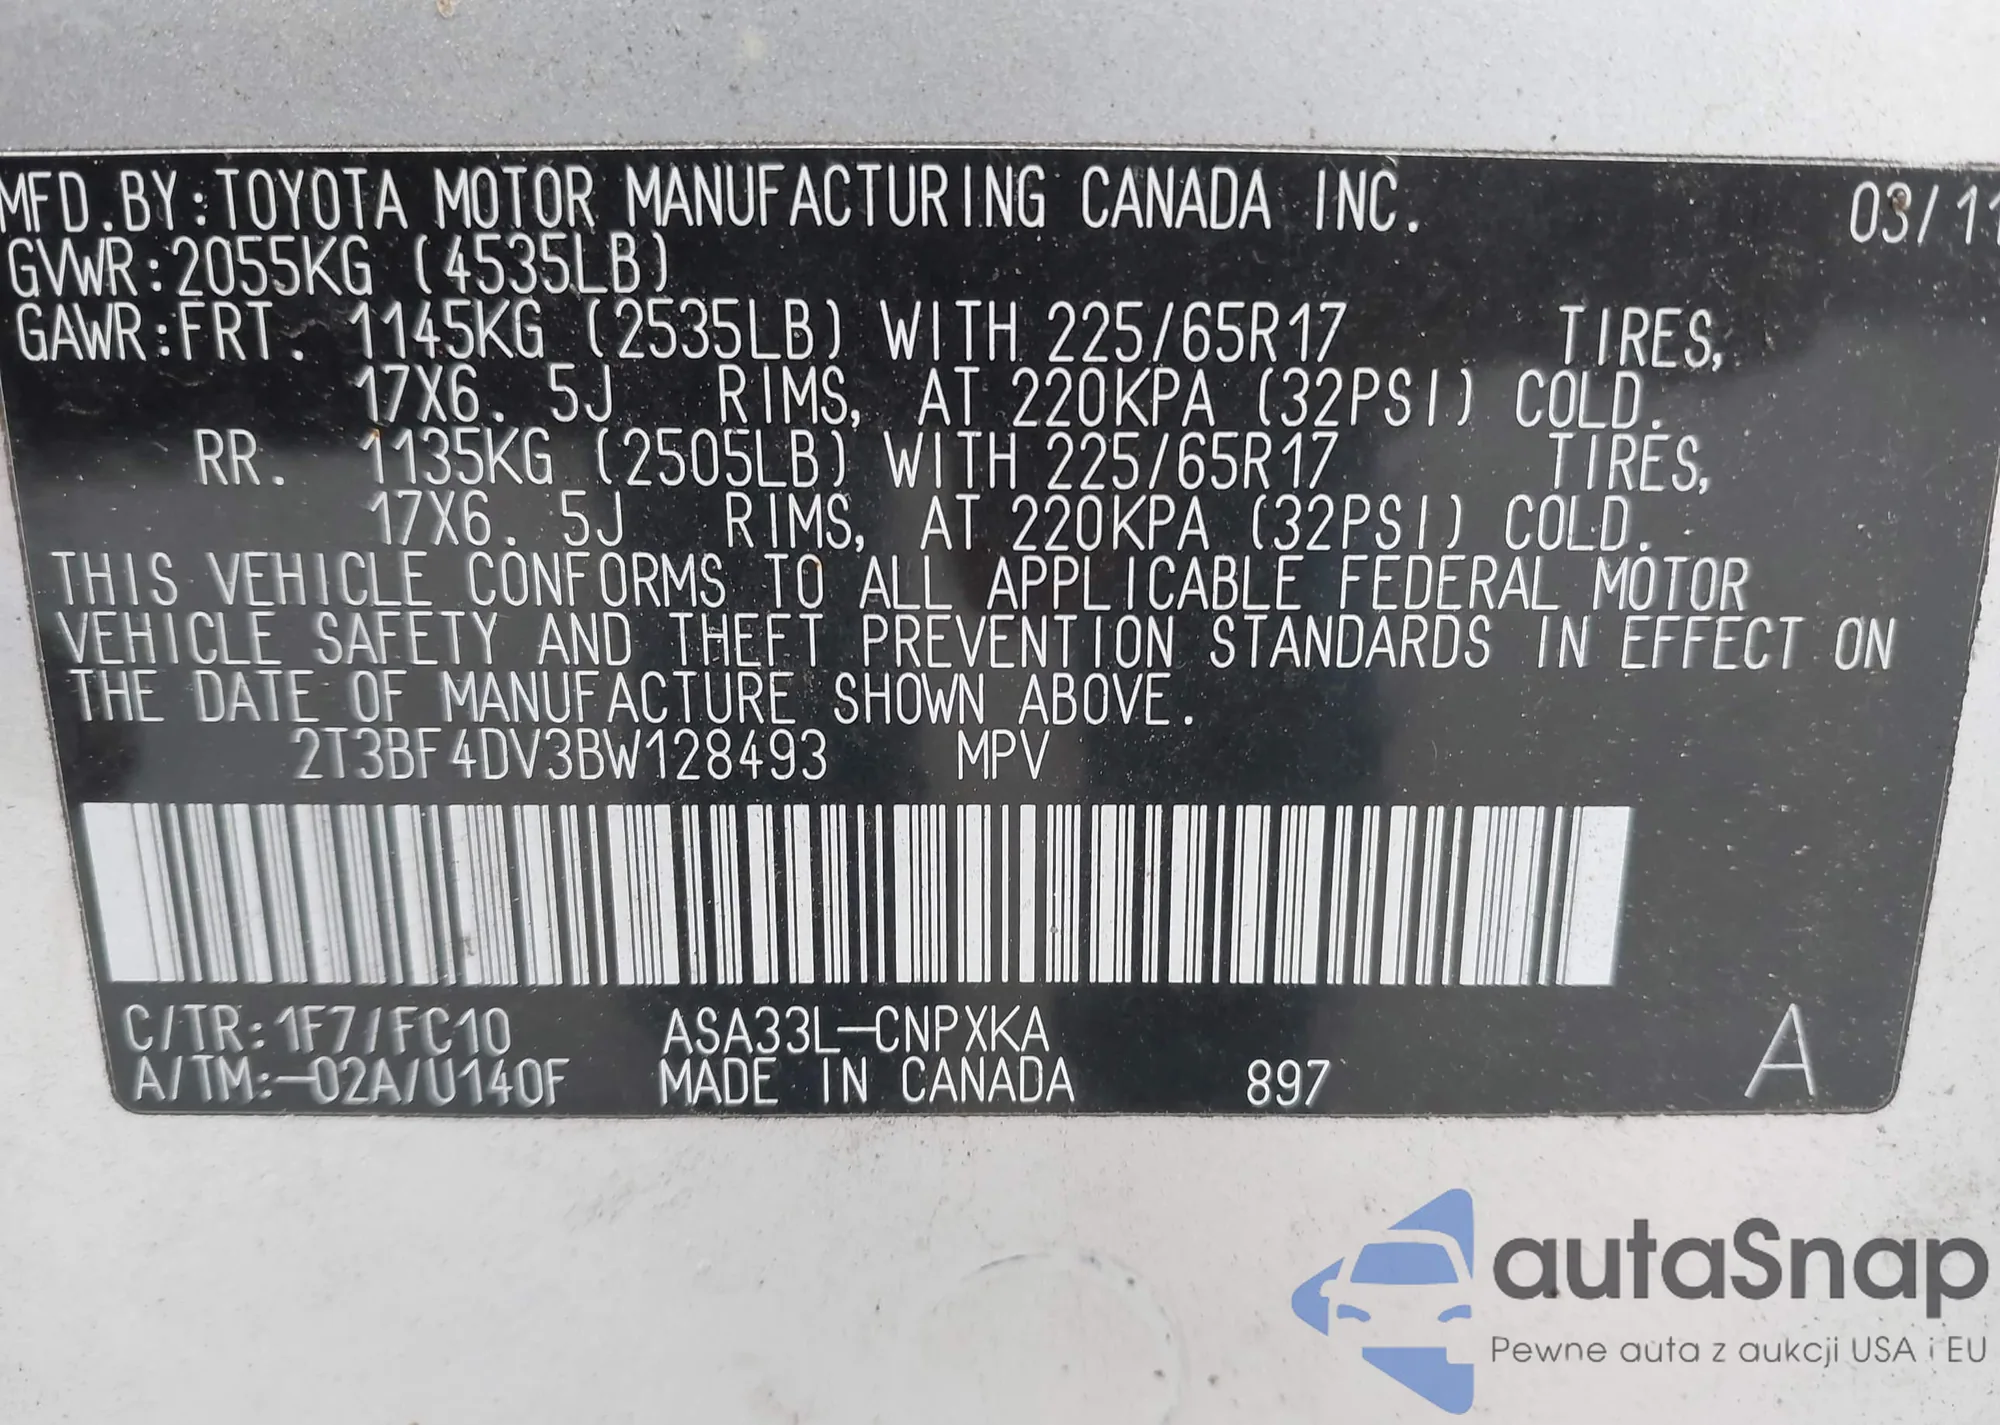 MFD.BY:TOYOTA MOTOR MANUFACTURING CANADA INC. 03/11
GVWR:2055KG (4535LB)
GAWR:FRT. 1145KG (2535LB) WITH 225/65R17 TIRES,
17X6. 5J RIMS, AT 220KPA (32PSI) COLD.
RR. 1135KG (2505LB) WITH 225/65R17 TIRES,
17X6. 5J RIMS, AT 220KPA (32PSI) COLD.
THIS VEHICLE CONFORMS TO ALL APPLICABLE FEDERAL MOTOR
VEHICLE SAFETY AND THEFT PREVENTION STANDARDS IN EFFECT ON
THE DATE OF MANUFACTURE SHOWN ABOVE.
2T3BF4DV3BW128493 MPV
C/TR:1F7/FC10 ASA33L-CNPXKA
A/TM:-02A/U140F MADE IN CANADA 897 A
autaSnap
Pewne auta z aukcji USA i EU